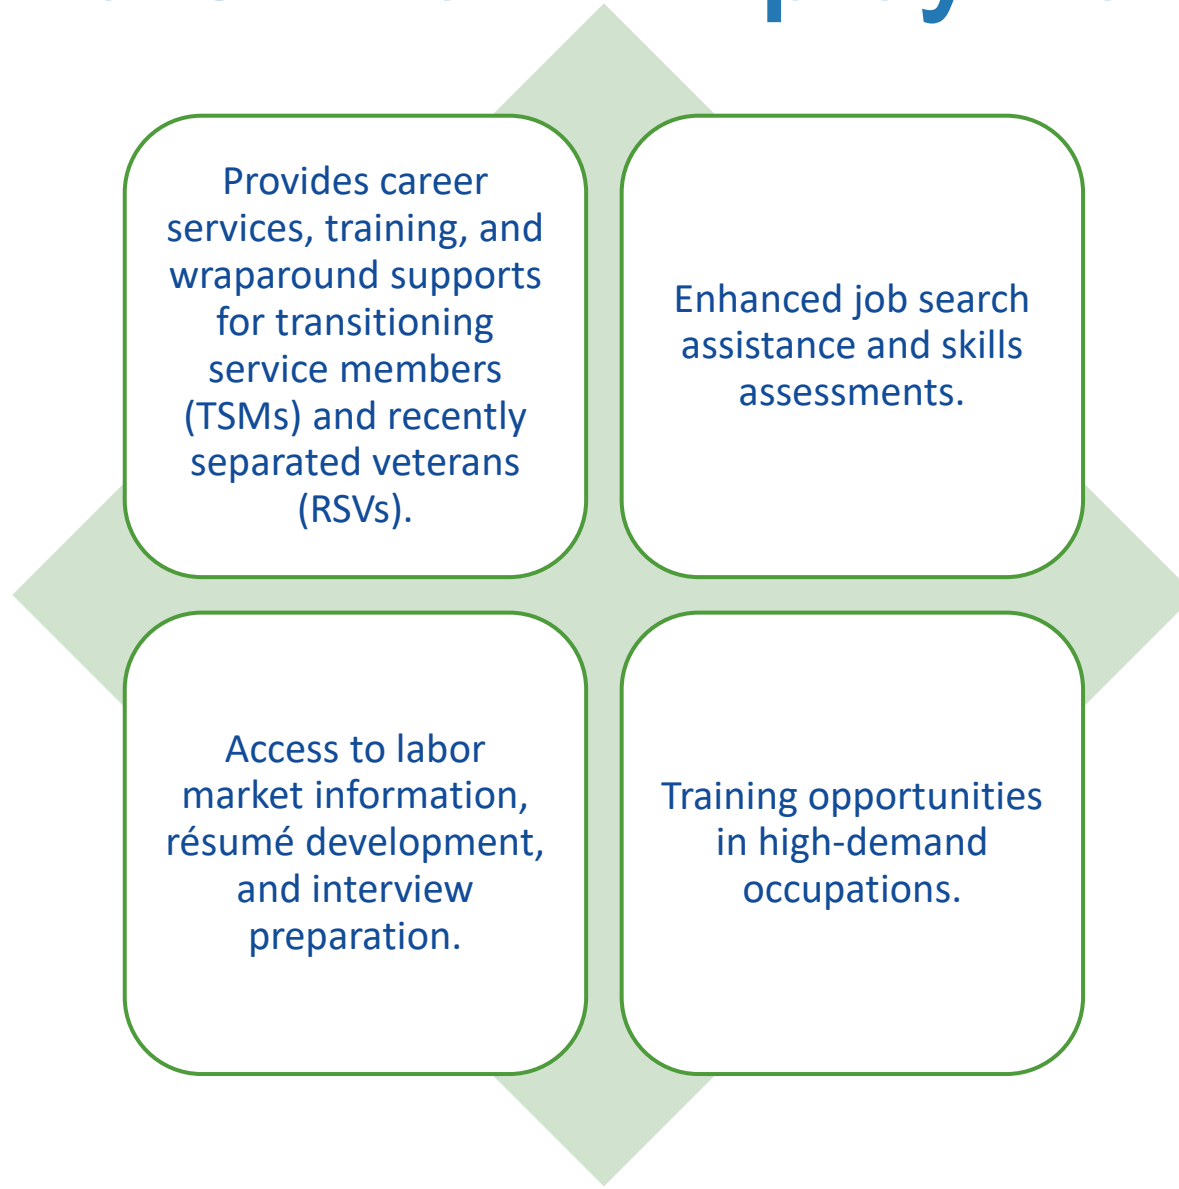 Provides career
services, training, and
wraparound supports
for transitioning
service members
(TSMs) and recently
separated veterans
(RSVs).
Enhanced job search
assistance and skills
assessments.
Access to labor
market information,
résumé development,
and interview
preparation.
Training opportunities
in high-demand
occupations.